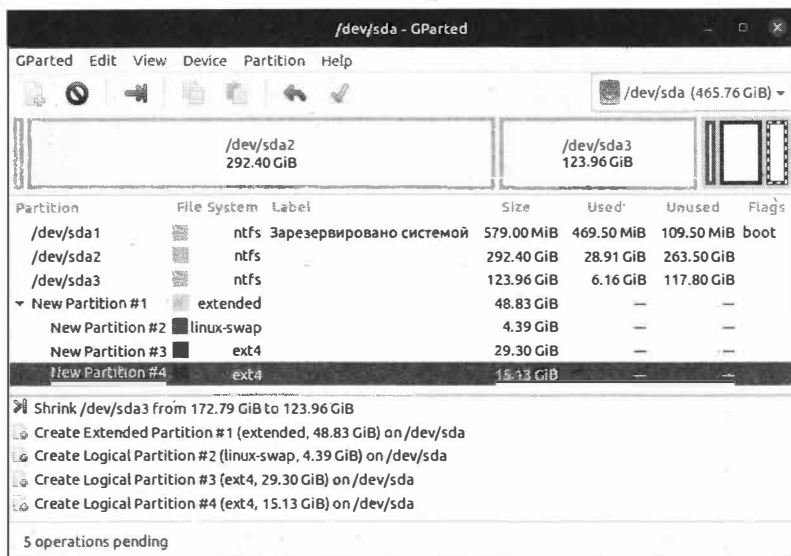 /dev/sda - GParted
GParted Edit View Device Partition Help
/dev/sda (465.76 GiB)
/dev/sda2
292.40 GiB
/dev/sda3
123.96 GiB
Partition File System Label Size Used Unused Flags
/dev/sda1 ntfs Зарезервировано системой 579.00 MiB 469.50 MiB 109.50 MiB boot
/dev/sda2 ntfs 292.40 GiB 28.91 GiB 263.50 GiB
/dev/sda3 ntfs 123.96 GiB 6.16 GiB 117.80 GiB
New Partition #1 extended 48.83 GiB — —
New Partition #2 linux-swap 4.39 GiB — —
New Partition #3 ext4 29.30 GiB — —
New Partition #4 ext4 15.13 GiB — —
Shrink /dev/sda3 from 172.79 GiB to 123.96 GiB
Create Extended Partition #1 (extended, 48.83 GiB) on /dev/sda
Create Logical Partition #2 (linux-swap, 4.39 GiB) on /dev/sda
Create Logical Partition #3 (ext4, 29.30 GiB) on /dev/sda
Create Logical Partition #4 (ext4, 15.13 GiB) on /dev/sda
5 operations pending